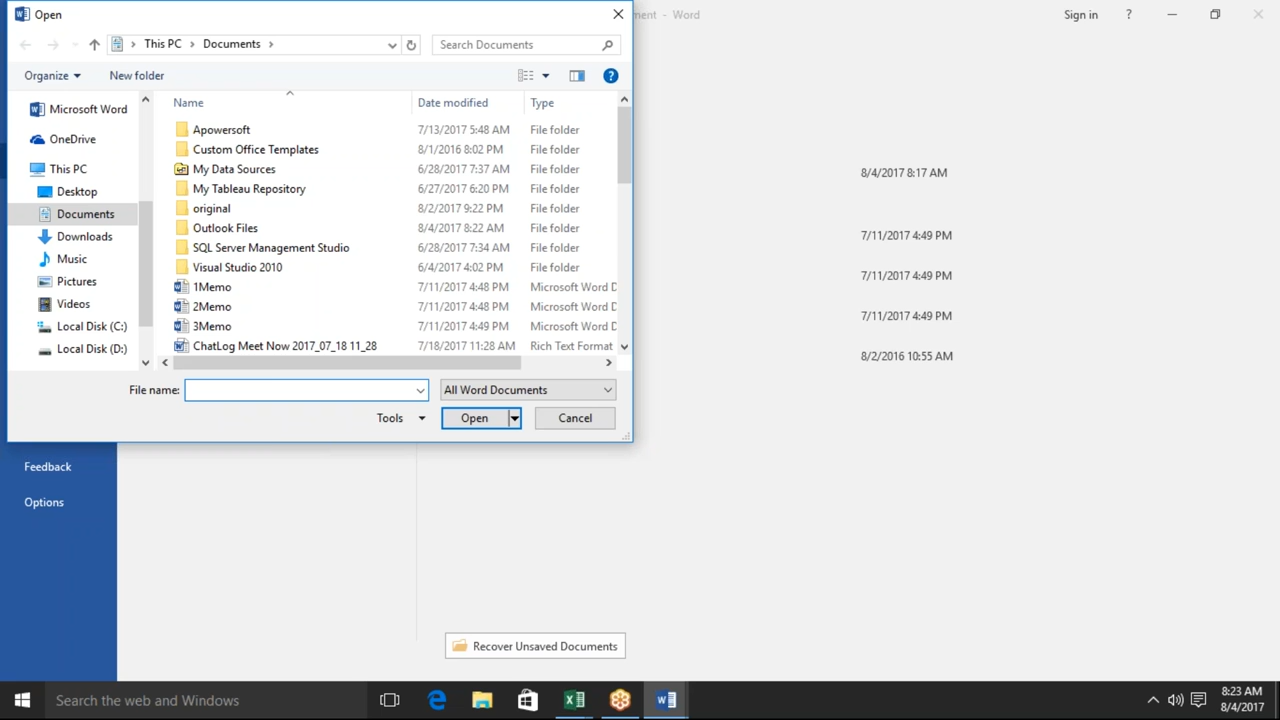 Open
ment - Word
Sign in
?
This PC
Documents
Search Documents
Organize
New folder
?
Microsoft Word
OneDrive
This PC
Desktop
Documents
Downloads
Music
Pictures
Videos
Local Disk (C:)
Local Disk (D:)
Name Date modified Type
Apowersoft 7/13/2017 5:48 AM File folder
Custom Office Templates 8/1/2016 8:02 PM File folder
My Data Sources 6/28/2017 7:37 AM File folder
My Tableau Repository 6/27/2017 6:20 PM File folder
original 8/2/2017 9:22 PM File folder
Outlook Files 8/4/2017 8:22 AM File folder
SQL Server Management Studio 6/28/2017 7:34 AM File folder
Visual Studio 2010 6/4/2017 4:02 PM File folder
1Memo 7/11/2017 4:48 PM Microsoft Word D
2Memo 7/11/2017 4:48 PM Microsoft Word D
3Memo 7/11/2017 4:49 PM Microsoft Word D
ChatLog Meet Now 2017_07_18 11_28 7/18/2017 11:28 AM Rich Text Format
File name:
All Word Documents
Tools
Open
Cancel
8/4/2017 8:17 AM
7/11/2017 4:49 PM
7/11/2017 4:49 PM
7/11/2017 4:49 PM
8/2/2016 10:55 AM
Feedback
Options
Recover Unsaved Documents
Search the web and Windows
8:23 AM
8/4/2017